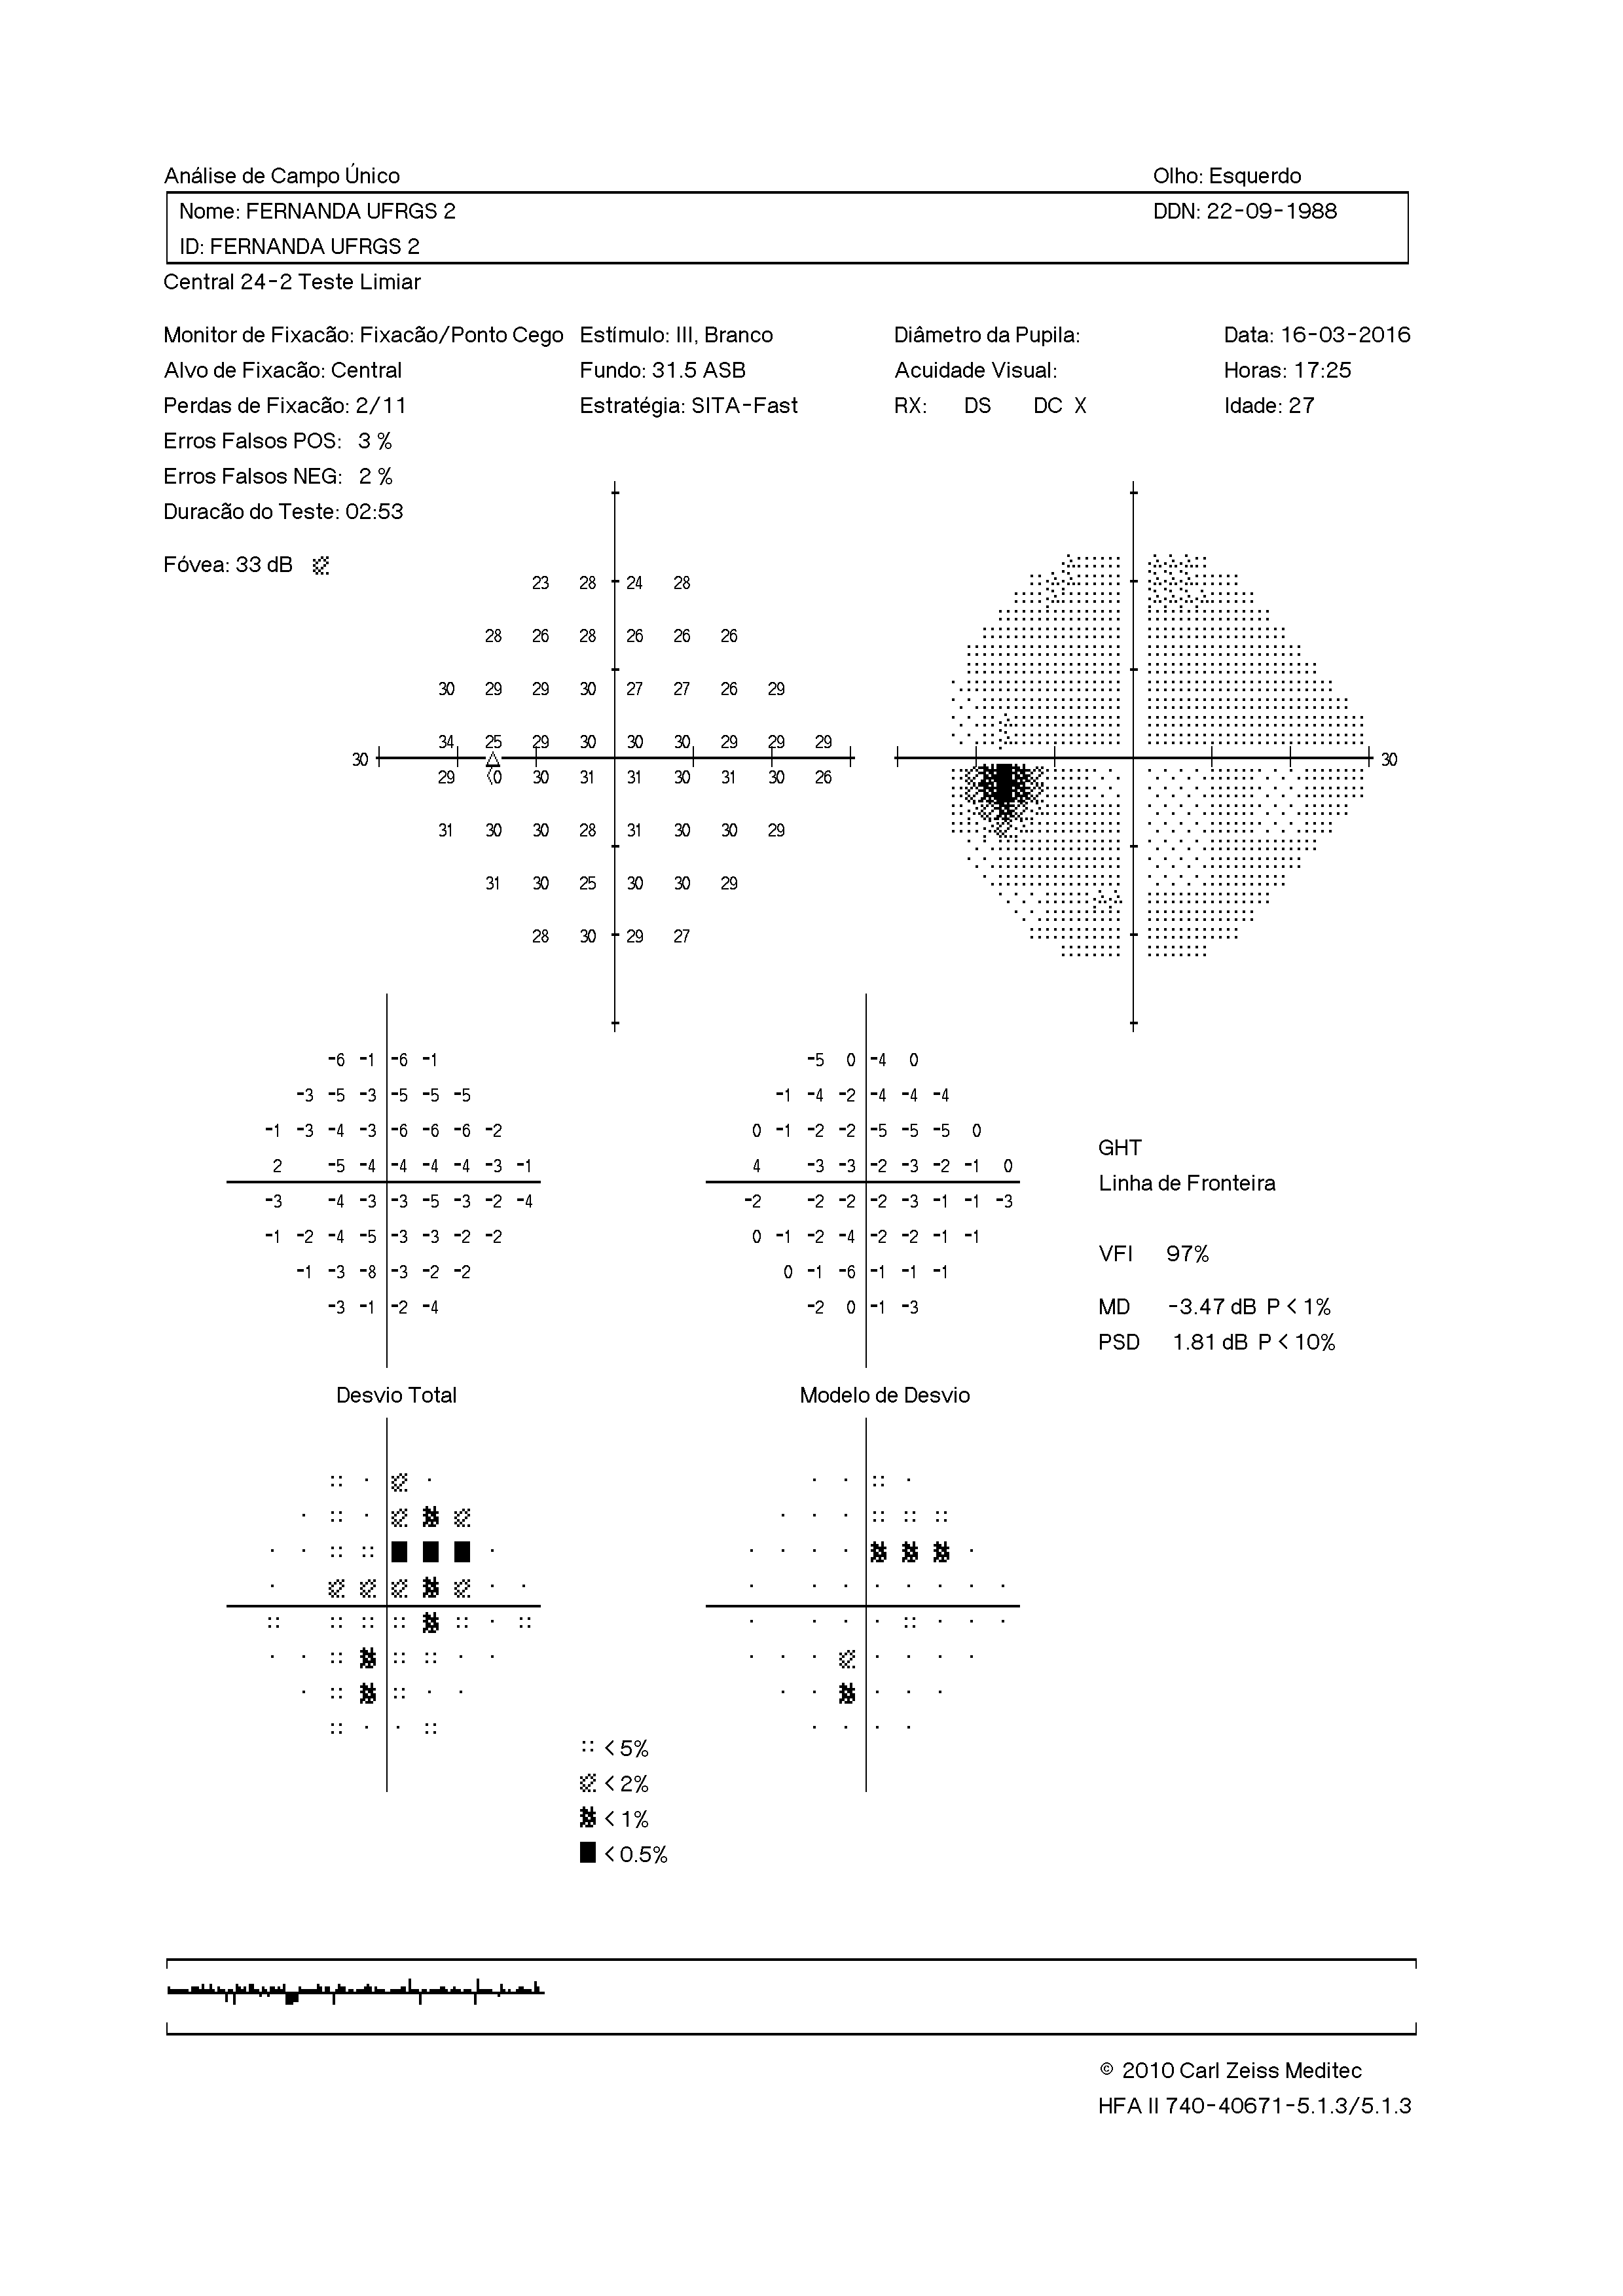 Análise de Campo Único Olho: Esquerdo
Nome: FERNANDA UFRGS 2 DDN: 22-09-1988
ID: FERNANDA UFRGS 2
Central 24-2 Teste Limiar
Monitor de Fixacão: Fixacão/Ponto Cego Estímulo: III, Branco Diâmetro da Pupila: Data: 16-03-2016
Alvo de Fixacão: Central Fundo: 31.5 ASB Acuidade Visual: Horas: 17:25
Perdas de Fixacão: 2/11 Estratégia: SITA-Fast RX: DS DC X Idade: 27
Erros Falsos POS: 3 %
Erros Falsos NEG: 2 %
Duracão do Teste: 02:53
Fóvea: 33 dB
23 28 24 28
28 26 28 26 26 26
30 29 29 30 27 27 26 29
34 25 29 30 30 30 29 29 29
30 30
29 <0 30 31 31 30 31 30 26
31 30 30 28 31 30 30 29
31 30 25 30 30 29
28 30 29 27
-6 -1 -6 -1 -5 0 -4 0
-3 -5 -3 -5 -5 -5 -1 -4 -2 -4 -4 -4
-1 -3 -4 -3 -6 -6 -6 -2 0 -1 -2 -2 -5 -5 -5 0
GHT
2 -5 -4 -4 -4 -4 -3 -1 4 -3 -3 -2 -3 -2 -1 0
Linha de Fronteira
-3 -4 -3 -3 -5 -3 -2 -4 -2 -2 -2 -2 -3 -1 -1 -3
-1 -2 -4 -5 -3 -3 -2 -2 0 -1 -2 -4 -2 -2 -1 -1
VFI 97%
-1 -3 -8 -3 -2 -2 0 -1 -6 -1 -1 -1
-3 -1 -2 -4 -2 0 -1 -3
MD -3.47 dB P < 1%
PSD 1.81 dB P < 10%
Desvio Total Modelo de Desvio
< 5%
< 2%
< 1%
< 0.5%
© 2010 Carl Zeiss Meditec
HFA II 740-40671-5.1.3/5.1.3